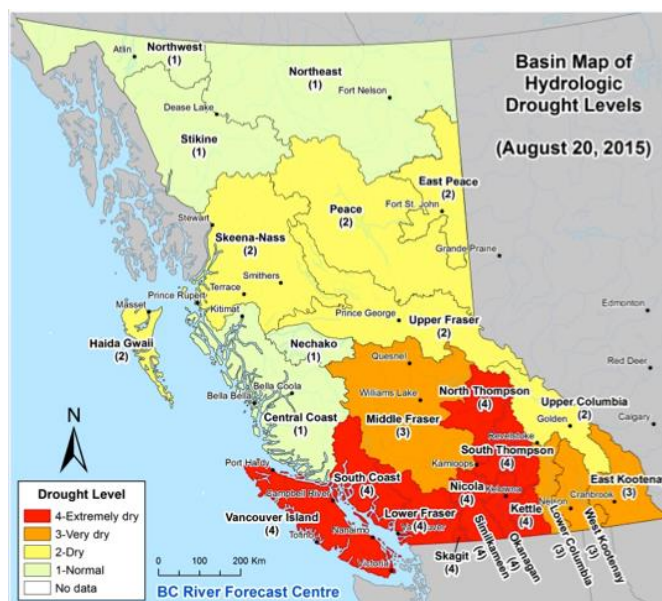 Basin Map of
Hydrologic
Drought Levels
(August 20, 2015)
Atlin
Northwest
(1)
Northeast
(1)
Fort Nelson
Dease Lake
Stikine
(1)
East Peace
(2)
Peace
(2)
Fort St. John
Stewart
Skeena-Nass
(2)
Grande Prairie
Smithers
Terrace
Prince Rupert
Masset
Kitimat
Prince George
Upper Fraser
(2)
Edmonton
Haida Gwaii
(2)
Nechako
(1)
Quesnel
Red Deer
Bella Coola
Bella Bella
Williams Lake
North Thompson
(4)
Upper Columbia
(2)
Golden
Calgary
Central Coast
(1)
Middle Fraser
(3)
Revelstoke
South Thompson
(4)
N
Port Hardy
South Coast
(4)
Kamloops
East Kootenay
(3)
Nicola
(4)
Kelowna
Cranbrook
Nelson
Campbell River
Kettle
(4)
Vancouver Island
(4)
Lower Fraser
(4)
Vancouver
Tofino
Nanaimo
Victoria
Skagit
(4)
Similkameen
(4)
Okanagan
(4)
Lower Columbia
(3)
West Kootenay
(3)
Drought Level
4-Extremely dry
3-Very dry
2-Dry
1-Normal
No data
0 100 200 Km
BC River Forecast Centre